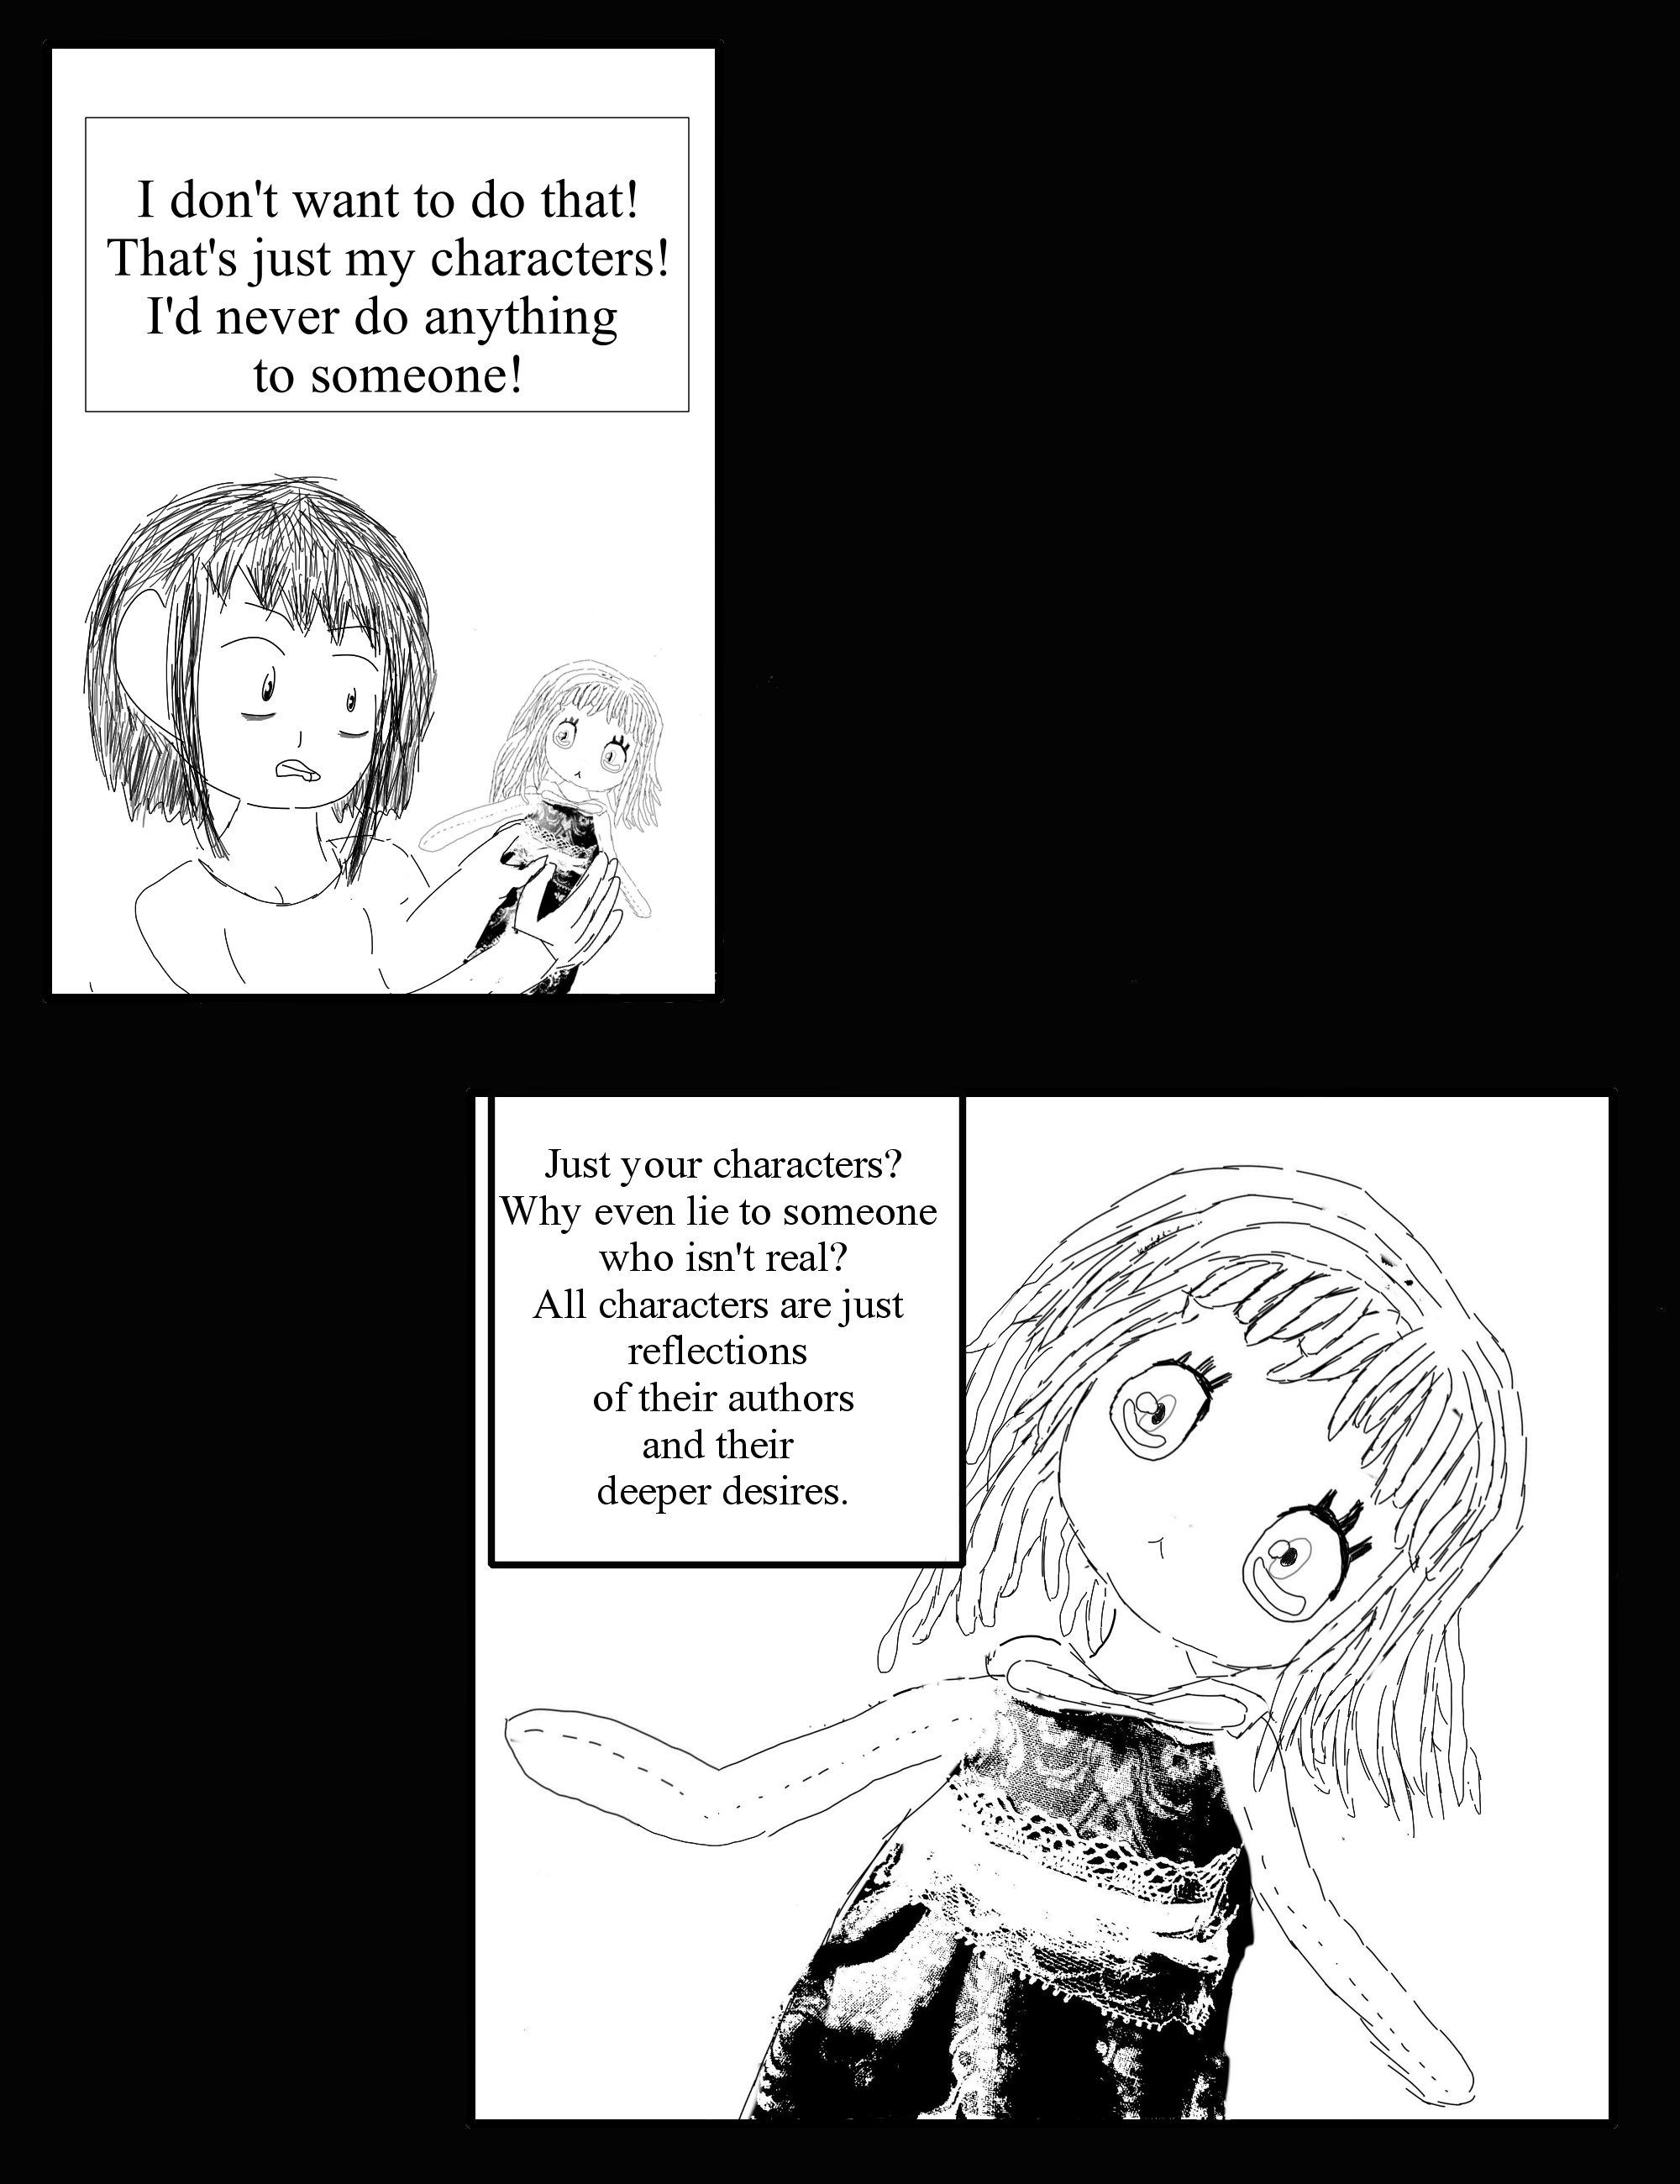 I don't want to do that!
That's just my characters!
I'd never do anything
to someone!
Just your characters?
Why even lie to someone
who isn't real?
All characters are just
reflections
of their authors
and their
deeper desires.